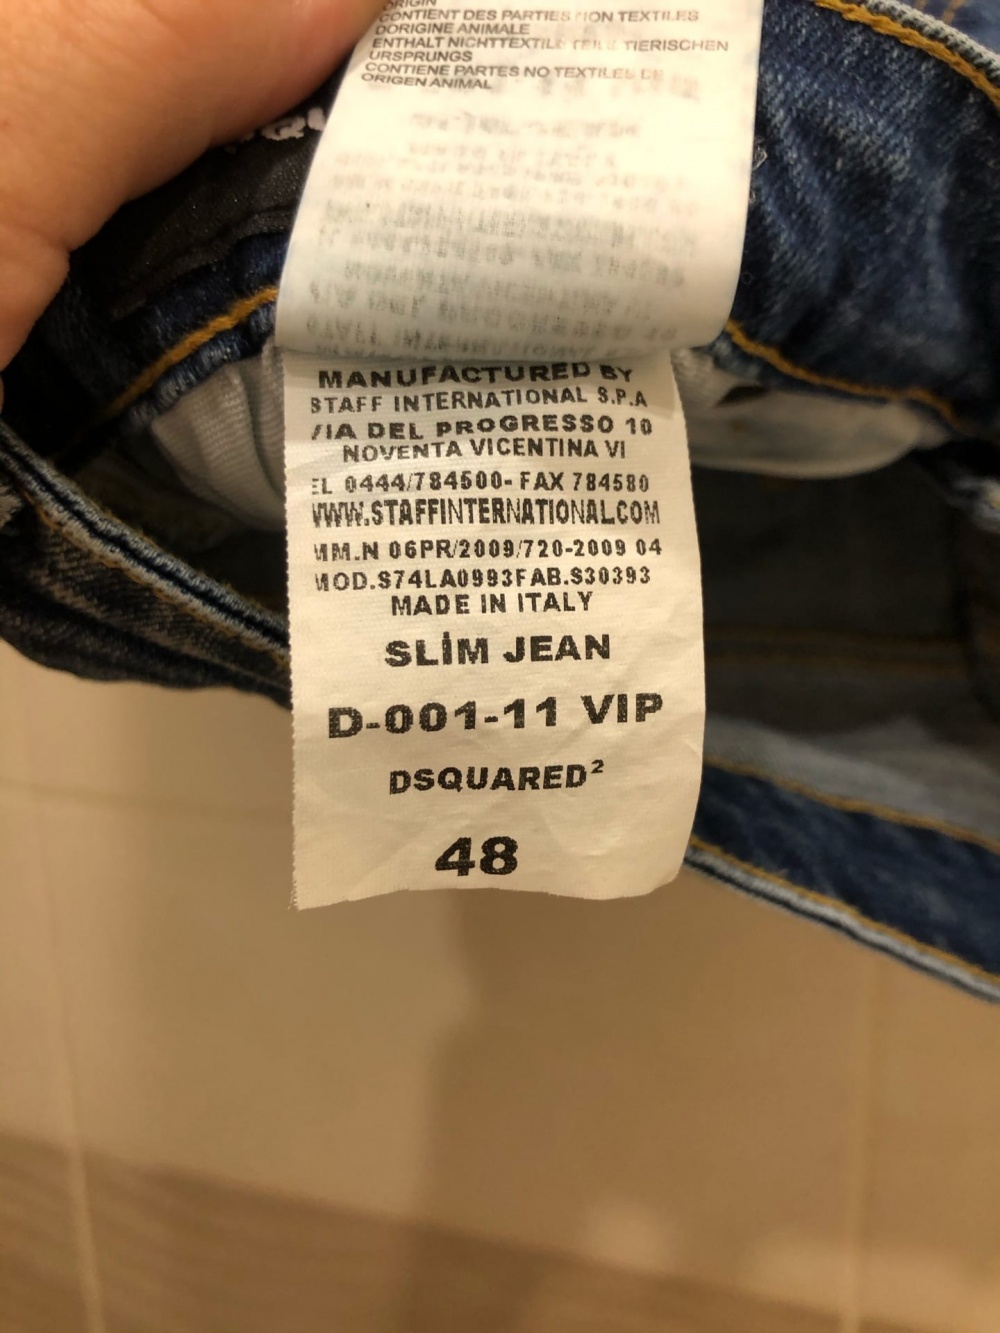 ORIGIN
CONTIENT DES PARTIES NON TEXTILES
DORIGINE ANIMALE
ENTHALT NICHTTEXTILE TEILE TIERISCHEN
URSPRUNGS
CONTIENE PARTES NO TEXTILES DE
ORIGEN ANIMAL
MANUFACTURED BY
STAFF INTERNATIONAL S.P.A
VIA DEL PROGRESSO 10
NOVENTA VICENTINA VI
EL 0444/784500- FAX 784580
WWW.STAFFINTERNATIONAL.COM
MM.N 06PR/2009/720-2009 04
MOD.S74LA0993FAB.S30393
MADE IN ITALY
SLİM JEAN
D-001-11 VIP
DSQUARED²
48